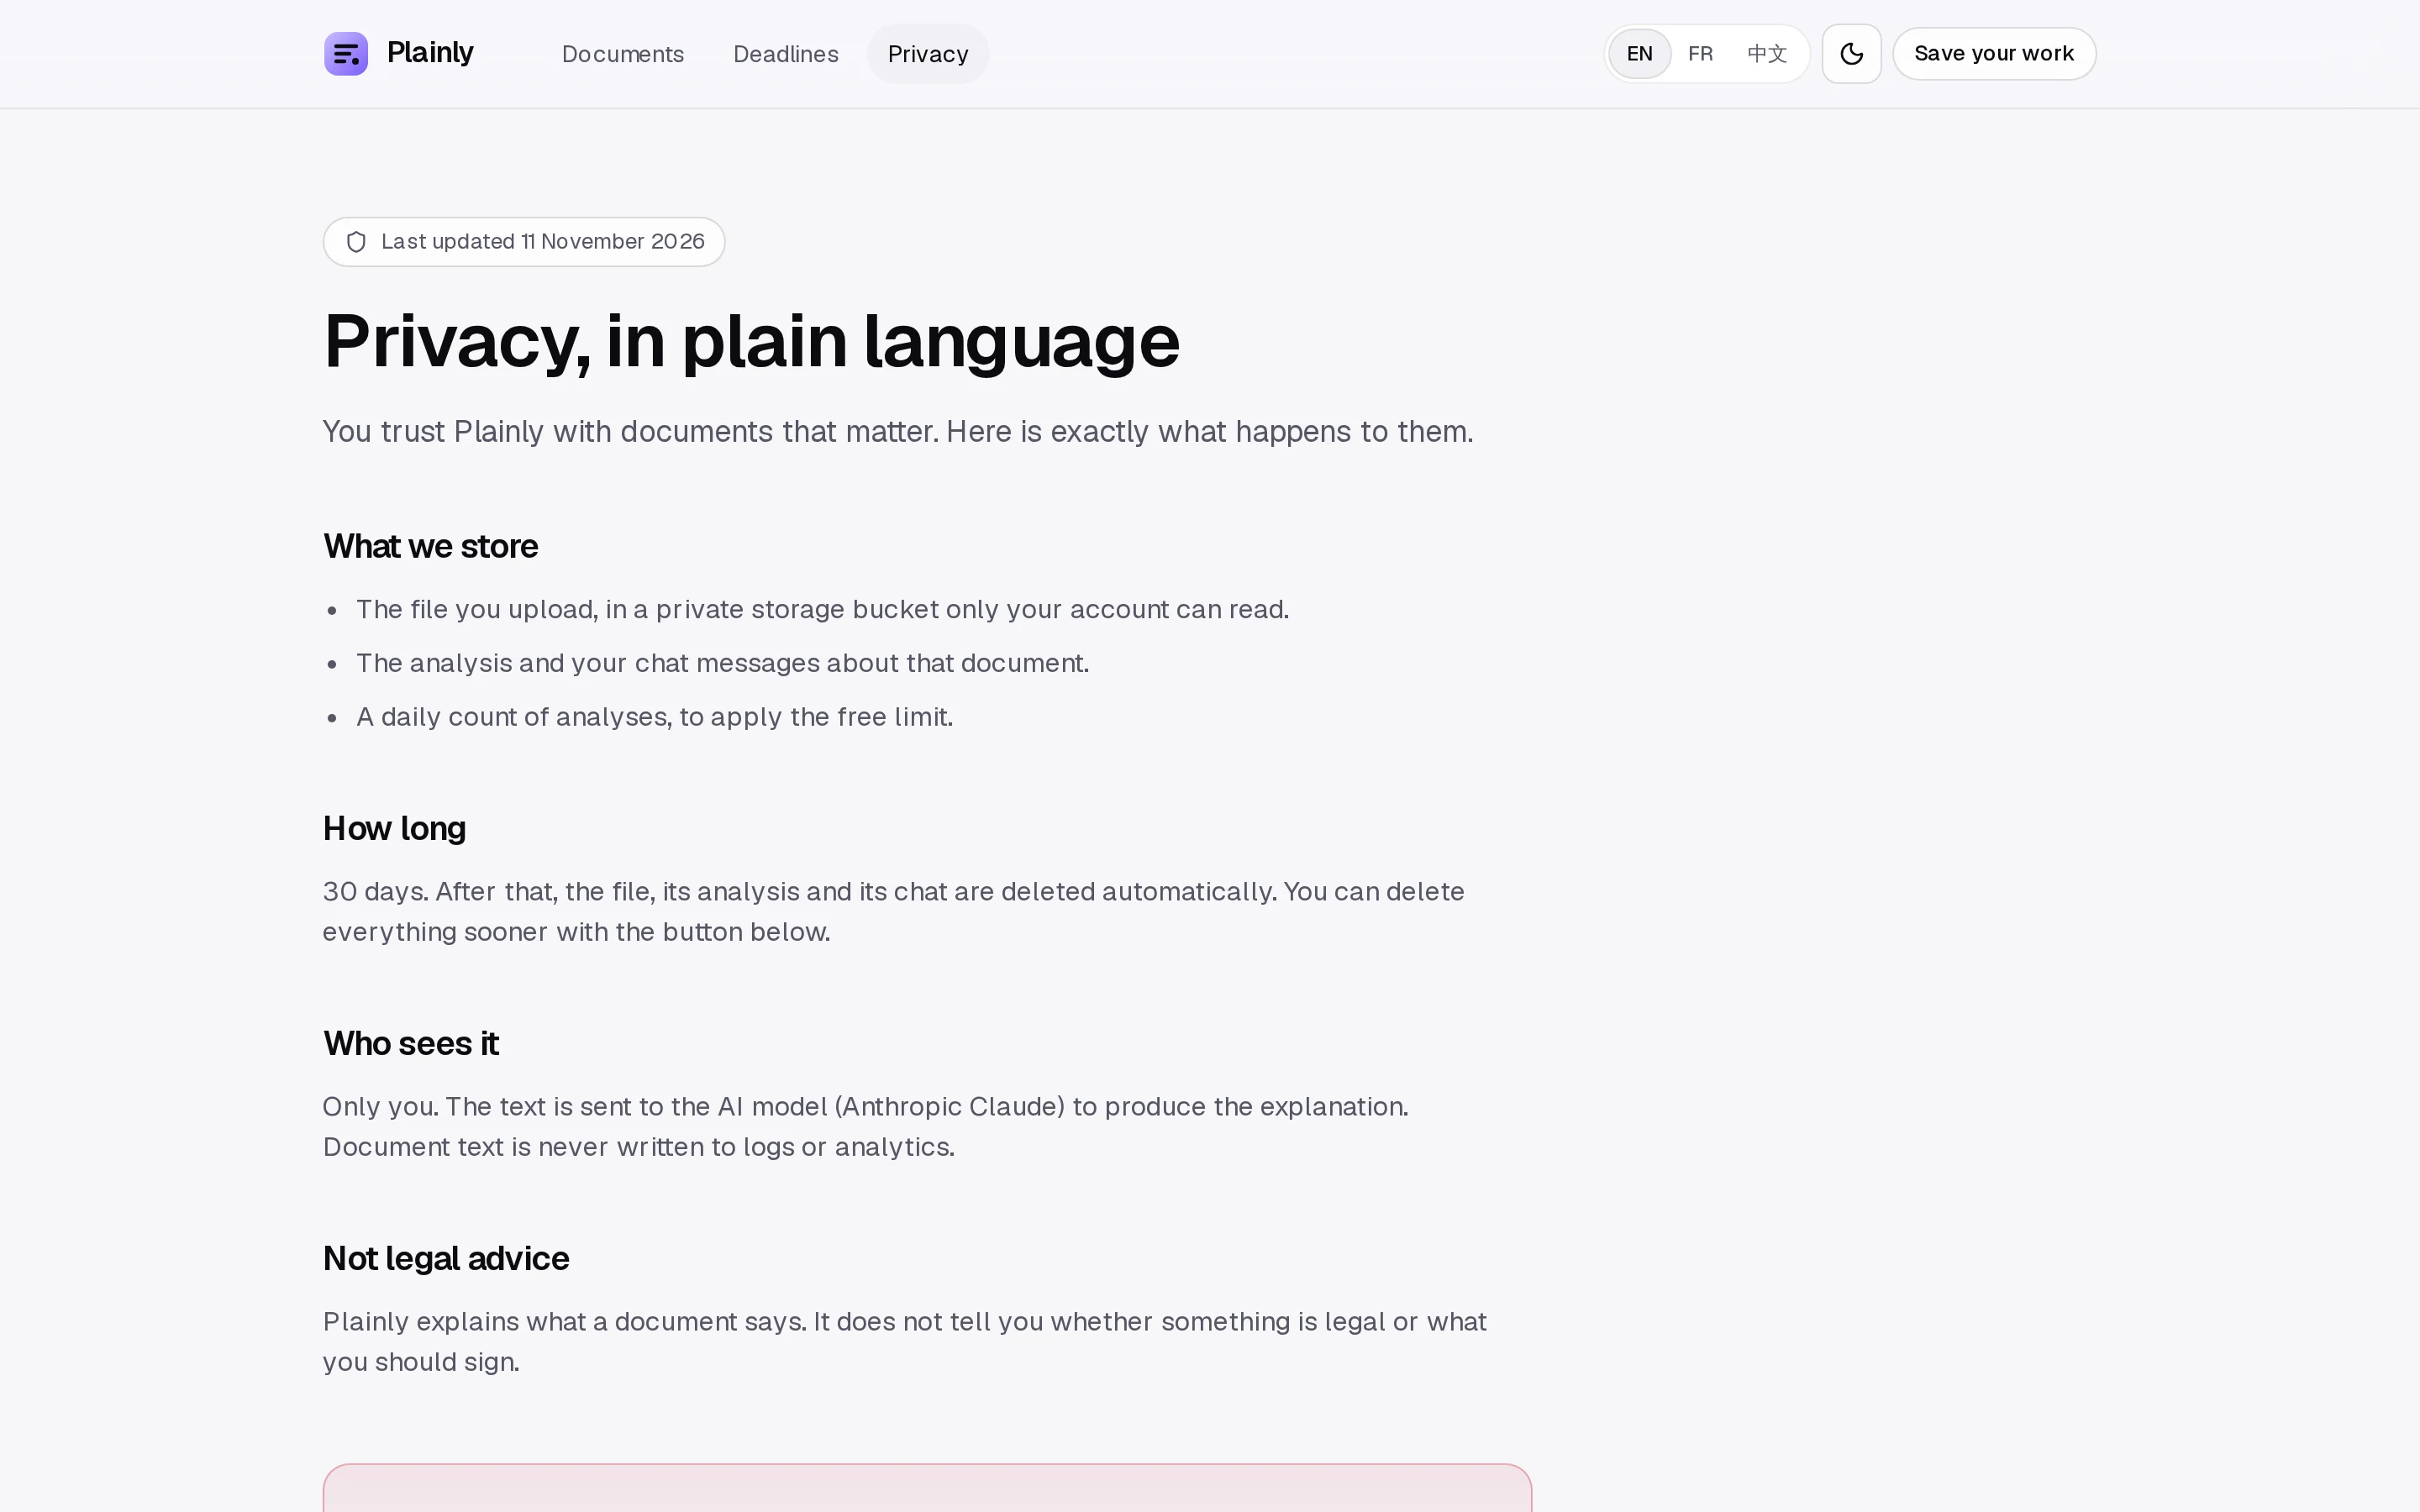 Plainly
Documents
Deadlines
Privacy
EN
FR
中文
Save your work
Last updated 11 November 2026
Privacy, in plain language
You trust Plainly with documents that matter. Here is exactly what happens to them.
What we store
• The file you upload, in a private storage bucket only your account can read.
• The analysis and your chat messages about that document.
• A daily count of analyses, to apply the free limit.
How long
30 days. After that, the file, its analysis and its chat are deleted automatically. You can delete
everything sooner with the button below.
Who sees it
Only you. The text is sent to the AI model (Anthropic Claude) to produce the explanation.
Document text is never written to logs or analytics.
Not legal advice
Plainly explains what a document says. It does not tell you whether something is legal or what
you should sign.